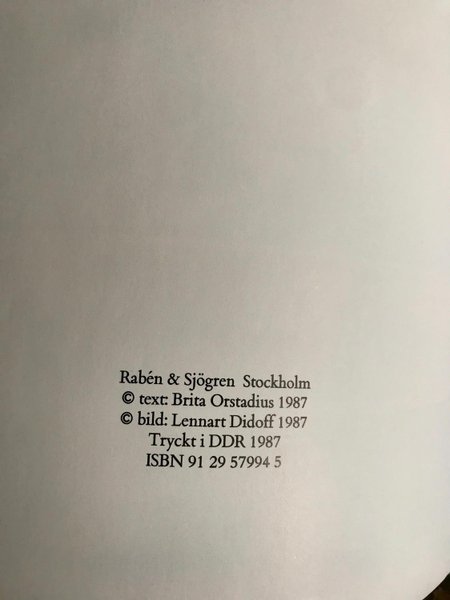 Rabén & Sjögren Stockholm
© text: Brita Orstadius 1987
© bild: Lennart Didoff 1987
Tryckt i DDR 1987
ISBN 91 29 57994 5